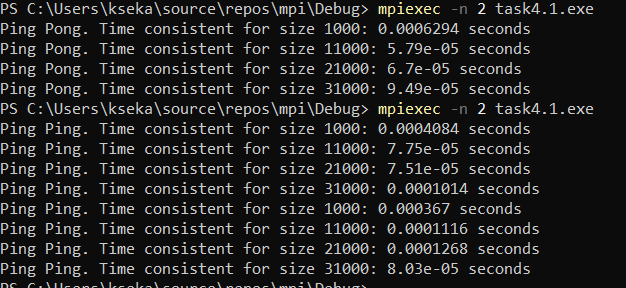 PS C:\Users\kseka\source\repos\mpi\Debug> mpiexec -n 2 task4.1.exe
Ping Pong. Time consistent for size 1000: 0.0006294 seconds
Ping Pong. Time consistent for size 11000: 5.79e-05 seconds
Ping Pong. Time consistent for size 21000: 6.7e-05 seconds
Ping Pong. Time consistent for size 31000: 9.49e-05 seconds
PS C:\Users\kseka\source\repos\mpi\Debug> mpiexec -n 2 task4.1.exe
Ping Ping. Time consistent for size 1000: 0.0004084 seconds
Ping Ping. Time consistent for size 11000: 7.75e-05 seconds
Ping Ping. Time consistent for size 21000: 7.51e-05 seconds
Ping Ping. Time consistent for size 31000: 0.0001014 seconds
Ping Ping. Time consistent for size 1000: 0.000367 seconds
Ping Ping. Time consistent for size 11000: 0.0001116 seconds
Ping Ping. Time consistent for size 21000: 0.0001268 seconds
Ping Ping. Time consistent for size 31000: 8.03e-05 seconds
PS C:\Users\kseka\source\repos\mpi\Debug>